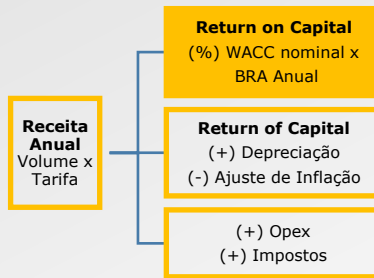 Return on Capital
(%) WACC nominal x
BRA Anual
Receita
Anual
Volume x
Tarifa
Return of Capital
(+) Depreciação
(-) Ajuste de Inflação
(+) Opex
(+) Impostos